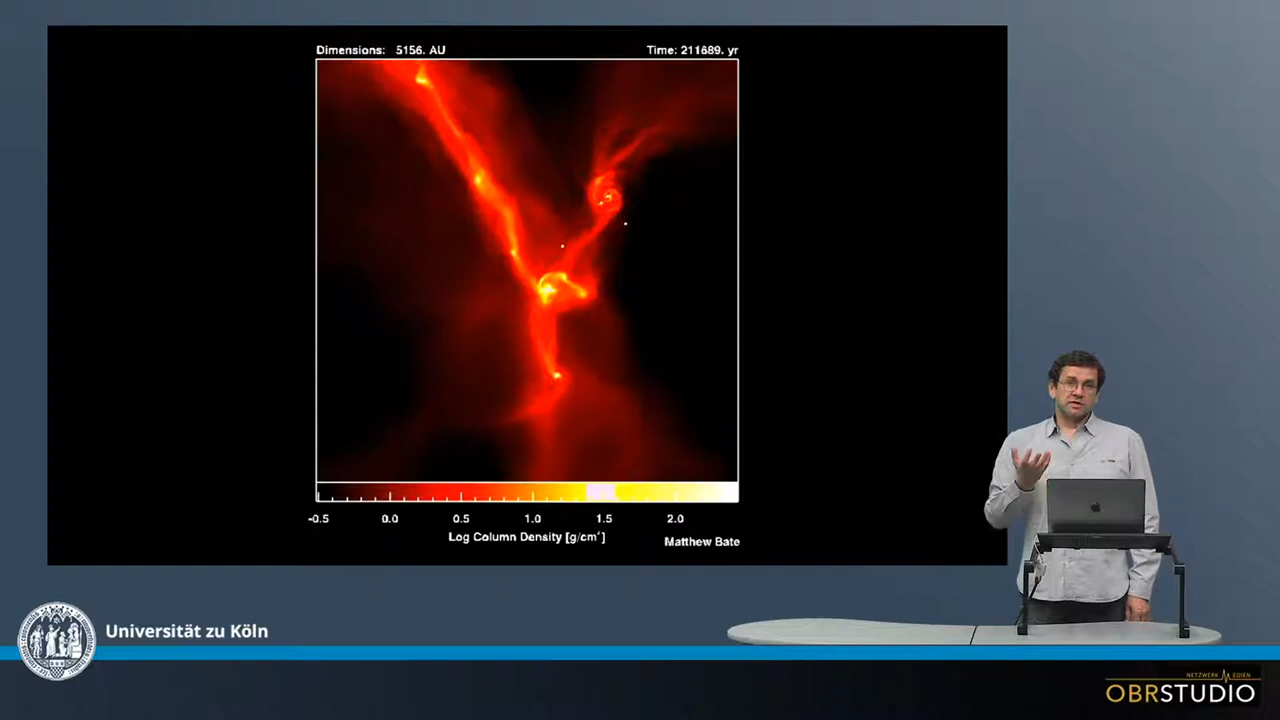 Dimensions: 5156. AU
Time: 211689. yr
-0.5 0.0 0.5 1.0 1.5 2.0
Log Column Density [g/cm²]
Matthew Bate
Universität zu Köln
NETZWERK MEDIEN
OBRSTUDIO